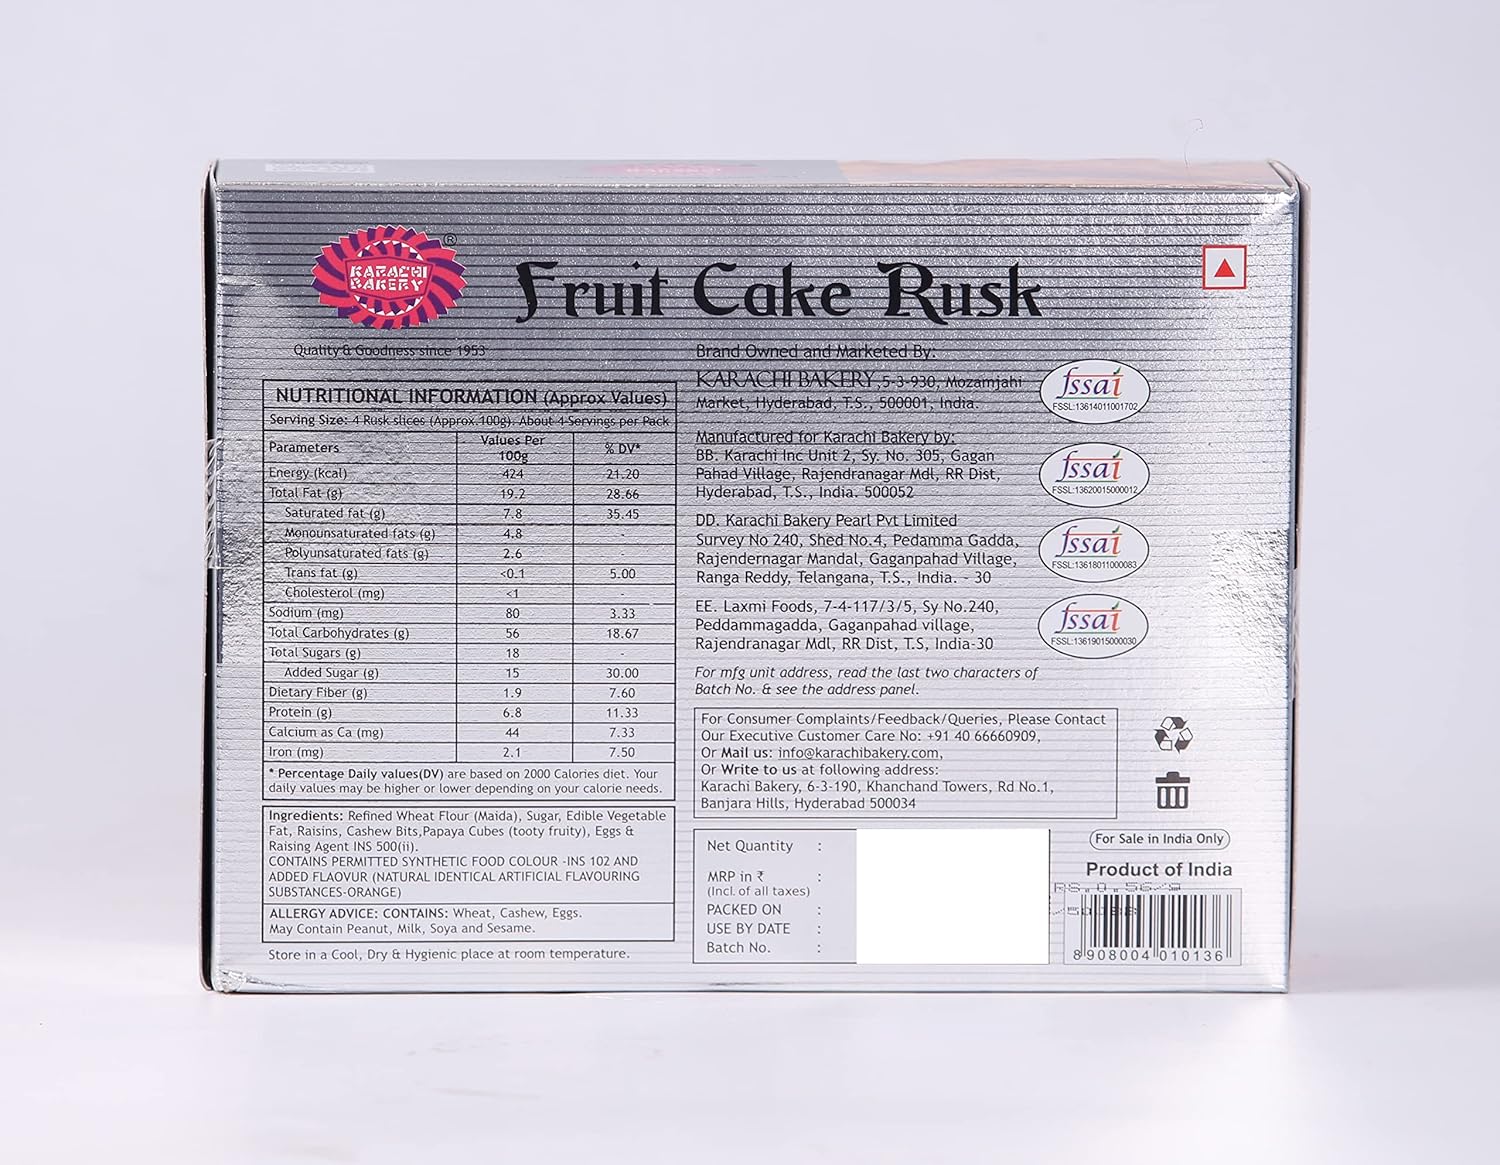 KARACHI
BAKERY
®
Fruit Cake Rusk
Quality & Goodness since 1953
NUTRITIONAL INFORMATION (Approx Values)
Serving Size: 4 Rusk slices (Approx.100g). About 4 Servings per Pack
Parameters Values Per 100g % DV*
Energy (kcal) 424 21.20
Total Fat (g) 19.2 28.66
Saturated fat (g) 7.8 35.45
Monounsaturated fats (g) 4.8 -
Polyunsaturated fats (g) 2.6 -
Trans fat (g) <0.1 5.00
Cholesterol (mg) <1 -
Sodium (mg) 80 3.33
Total Carbohydrates (g) 56 18.67
Total Sugars (g) 18 -
Added Sugar (g) 15 30.00
Dietary Fiber (g) 1.9 7.60
Protein (g) 6.8 11.33
Calcium as Ca (mg) 44 7.33
Iron (mg) 2.1 7.50
* Percentage Daily values(DV) are based on 2000 Calories diet. Your
daily values may be higher or lower depending on your calorie needs.
Ingredients: Refined Wheat Flour (Maida), Sugar, Edible Vegetable
Fat, Raisins, Cashew Bits,Papaya Cubes (tooty fruity), Eggs &
Raising Agent INS 500(ii).
CONTAINS PERMITTED SYNTHETIC FOOD COLOUR -INS 102 AND
ADDED FLAOVUR (NATURAL IDENTICAL ARTIFICIAL FLAVOURING
SUBSTANCES-ORANGE)
ALLERGY ADVICE: CONTAINS: Wheat, Cashew, Eggs.
May Contain Peanut, Milk, Soya and Sesame.
Store in a Cool, Dry & Hygienic place at room temperature.
Brand Owned and Marketed By:
KARACHI BAKERY,5-3-930, Mozamjahi
Market, Hyderabad, T.S., 500001, India.
fssai
FSSL:13614011001702
Manufactured for Karachi Bakery by:
BB. Karachi Inc Unit 2, Sy. No. 305, Gagan
Pahad Village, Rajendranagar Mdl, RR Dist,
Hyderabad, T.S., India. 500052
fssai
FSSL:13620015000012
DD. Karachi Bakery Pearl Pvt Limited
Survey No 240, Shed No.4, Pedamma Gadda,
Rajendernagar Mandal, Gaganpahad Village,
Ranga Reddy, Telangana, T.S., India. - 30
fssai
FSSL:13618011000083
EE. Laxmi Foods, 7-4-117/3/5, Sy No.240,
Peddammagadda, Gaganpahad village,
Rajendranagar Mdl, RR Dist, T.S, India-30
fssai
FSSL:13619015000030
For mfg unit address, read the last two characters of
Batch No. & see the address panel.
For Consumer Complaints/Feedback/Queries, Please Contact
Our Executive Customer Care No: +91 40 66660909,
Or Mail us: info@karachibakery.com,
Or Write to us at following address:
Karachi Bakery, 6-3-190, Khanchand Towers, Rd No.1,
Banjara Hills, Hyderabad 500034
Net Quantity :
MRP in ₹ :
(Incl. of all taxes)
PACKED ON :
USE BY DATE :
Batch No. :
For Sale in India Only
Product of India
RS.0.56/g
8 908004 010136